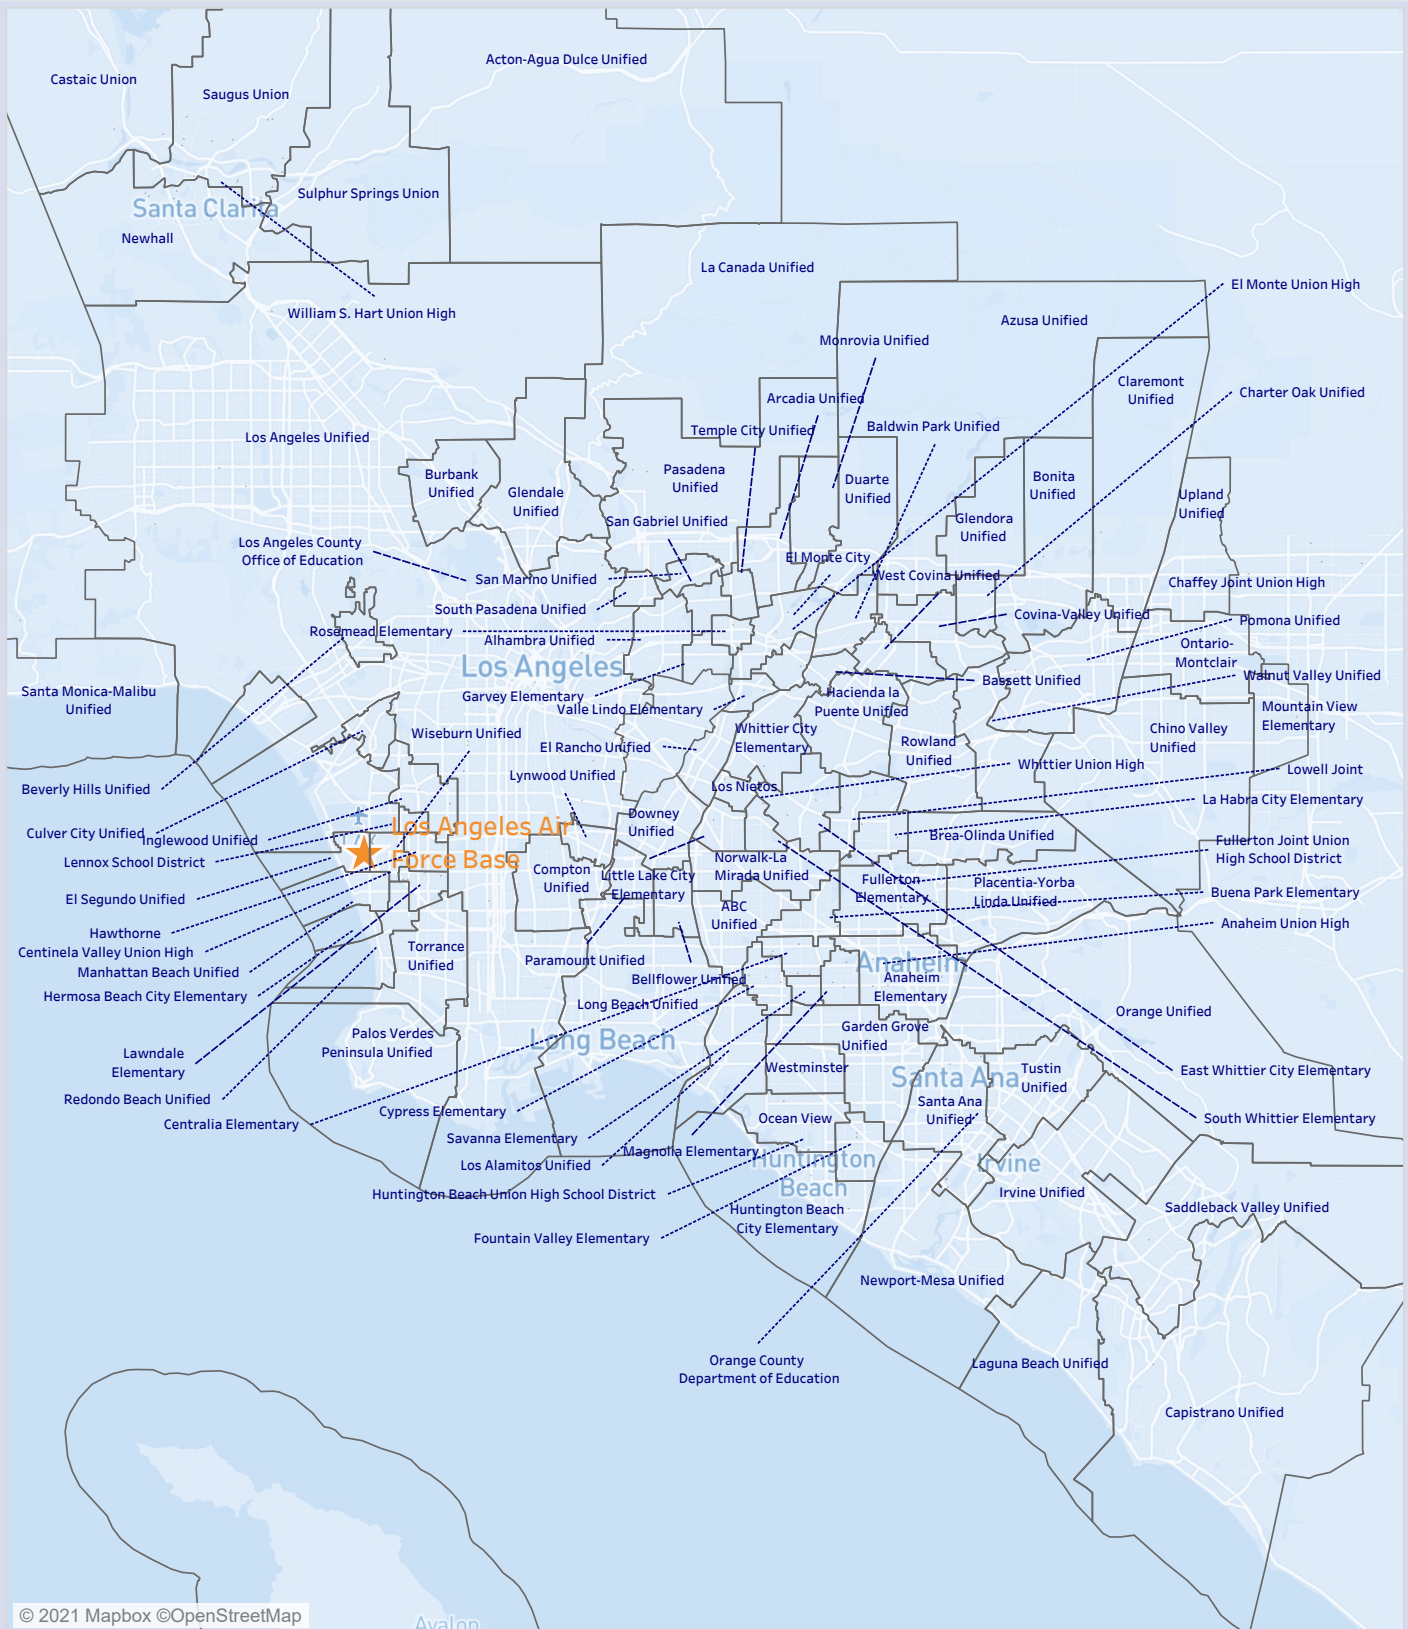 Acton-Agua Dulce Unified
Castaic Union
Saugus Union
Sulphur Springs Union
Santa Clarita
Newhall
La Canada Unified
El Monte Union High
William S. Hart Union High
Azusa Unified
Monrovia Unified
Claremont
Unified
Charter Oak Unified
Arcadia Unified
Temple City Unified
Baldwin Park Unified
Los Angeles Unified
Burbank
Unified
Pasadena
Unified
Duarte
Unified
Bonita
Unified
Glendale
Unified
Upland
Unified
San Gabriel Unified
Glendora
Unified
Los Angeles County
Office of Education
El Monte City
San Marino Unified
West Covina Unified
Chaffey Joint Union High
South Pasadena Unified
Covina-Valley Unified
Pomona Unified
Rosemead Elementary
Alhambra Unified
Ontario-
Montclair
Los Angeles
Walnut Valley Unified
Bassett Unified
Santa Monica-Malibu
Unified
Garvey Elementary
Valle Lindo Elementary
Hacienda la
Puente Unified
Mountain View
Elementary
Wiseburn Unified
Whittier City
Elementary
Chino Valley
Unified
El Rancho Unified
Rowland
Unified
Whittier Union High
Lowell Joint
Lynwood Unified
Los Nietos
Beverly Hills Unified
La Habra City Elementary
Downey
Unified
Culver City Unified
Inglewood Unified
Los Angeles Air
Force Base
Brea-Olinda Unified
Fullerton Joint Union
High School District
Lennox School District
Compton
Unified
Little Lake City
Elementary
Norwalk-La
Mirada Unified
Fullerton
Elementary
Placentia-Yorba
Linda Unified
Buena Park Elementary
El Segundo Unified
ABC
Unified
Anaheim Union High
Hawthorne
Centinela Valley Union High
Torrance
Unified
Paramount Unified
Anaheim
Manhattan Beach Unified
Bellflower Unified
Anaheim
Elementary
Hermosa Beach City Elementary
Long Beach Unified
Orange Unified
Palos Verdes
Peninsula Unified
Long Beach
Garden Grove
Unified
Lawndale
Elementary
Westminster
Santa Ana
Tustin
Unified
East Whittier City Elementary
Redondo Beach Unified
Santa Ana
Unified
Cypress Elementary
Centralia Elementary
Ocean View
South Whittier Elementary
Savanna Elementary
Magnolia Elementary
Los Alamitos Unified
Huntington
Beach
Irvine
Huntington Beach Union High School District
Irvine Unified
Huntington Beach
City Elementary
Saddleback Valley Unified
Fountain Valley Elementary
Newport-Mesa Unified
Orange County
Department of Education
Laguna Beach Unified
Capistrano Unified
© 2021 Mapbox ©OpenStreetMap
Avalon